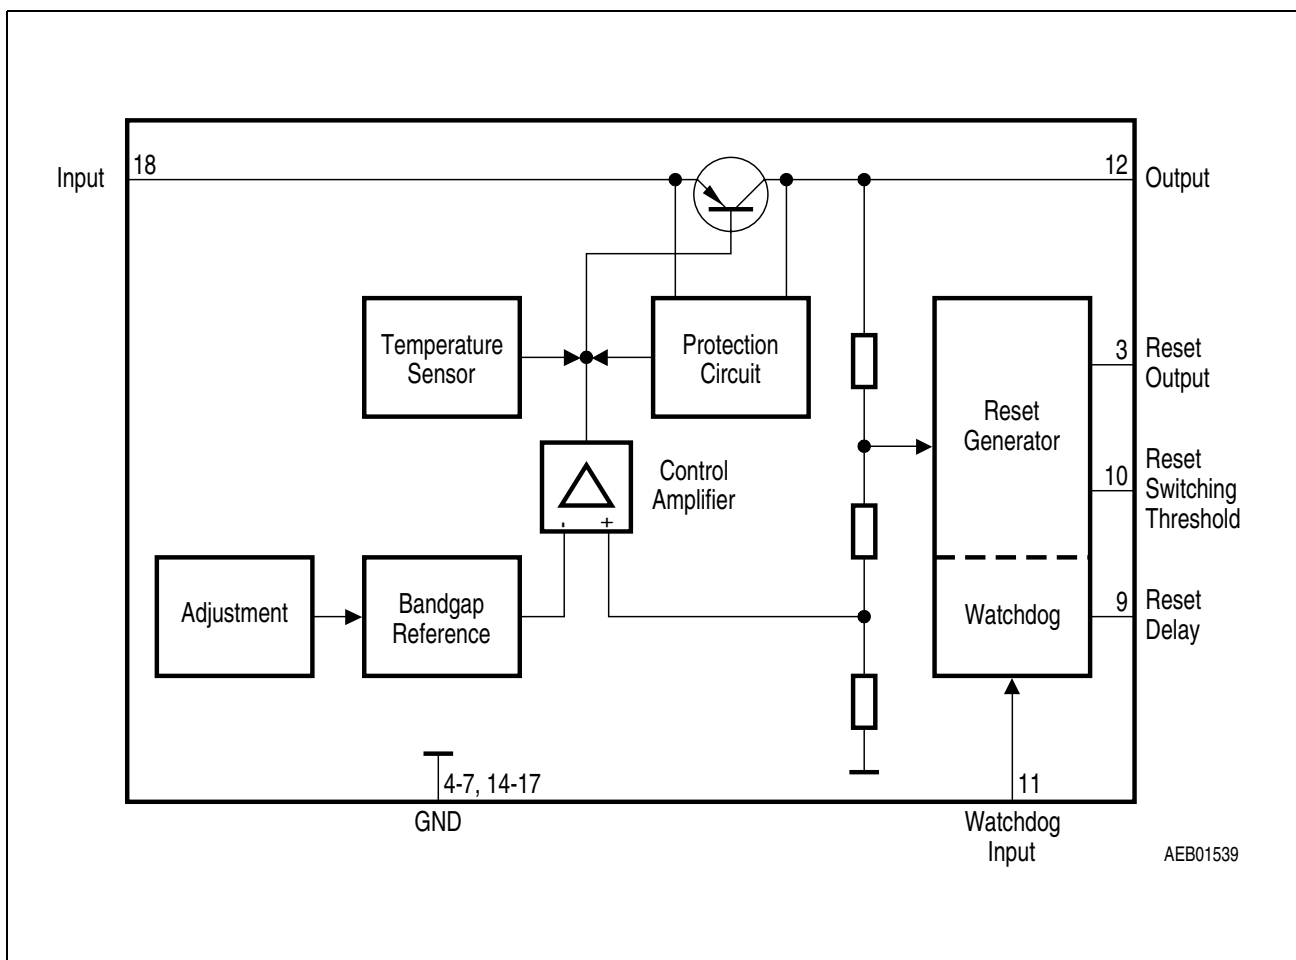 18
12
Input
Output
Temperature
Sensor
Protection
Circuit
3
Reset
Output
Reset
Generator
Control
Amplifier
10
Reset
Switching
Threshold
- +
Adjustment
Bandgap
Reference
Watchdog
9
Reset
Delay
4-7, 14-17
GND
11
Watchdog
Input
AEB01539